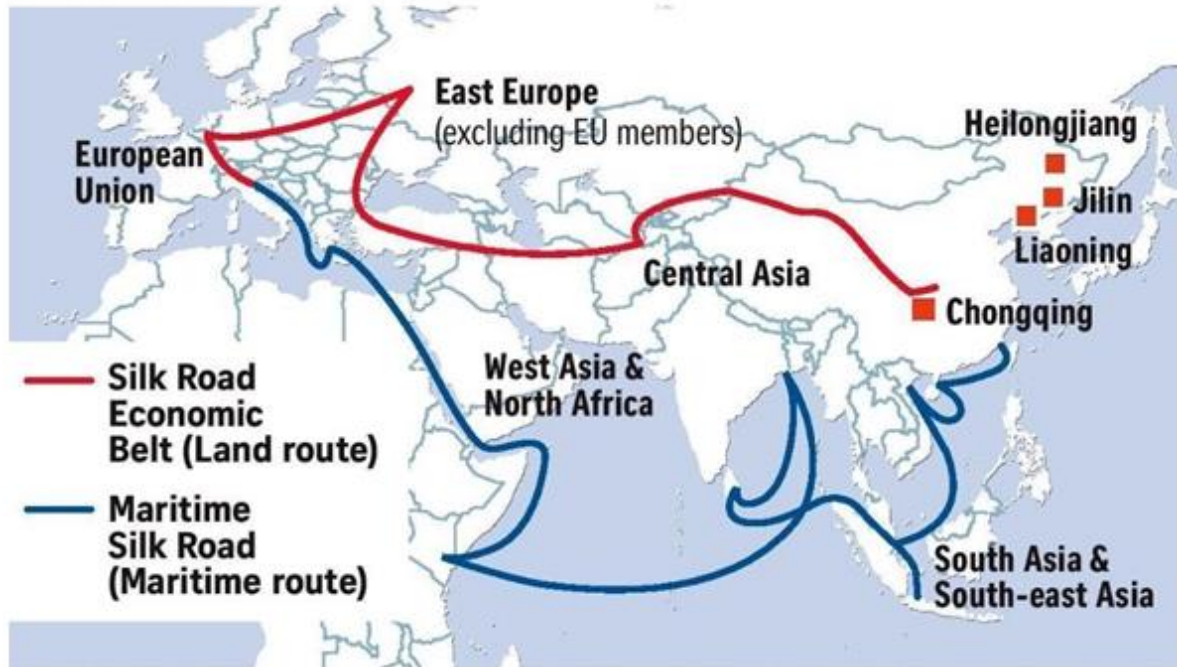 East Europe
(excluding EU members)
European
Union
Heilongjiang
Jilin
Liaoning
Central Asia
Chongqing
West Asia &
North Africa
Silk Road
Economic
Belt (Land route)
Maritime
Silk Road
(Maritime route)
South Asia &
South-east Asia